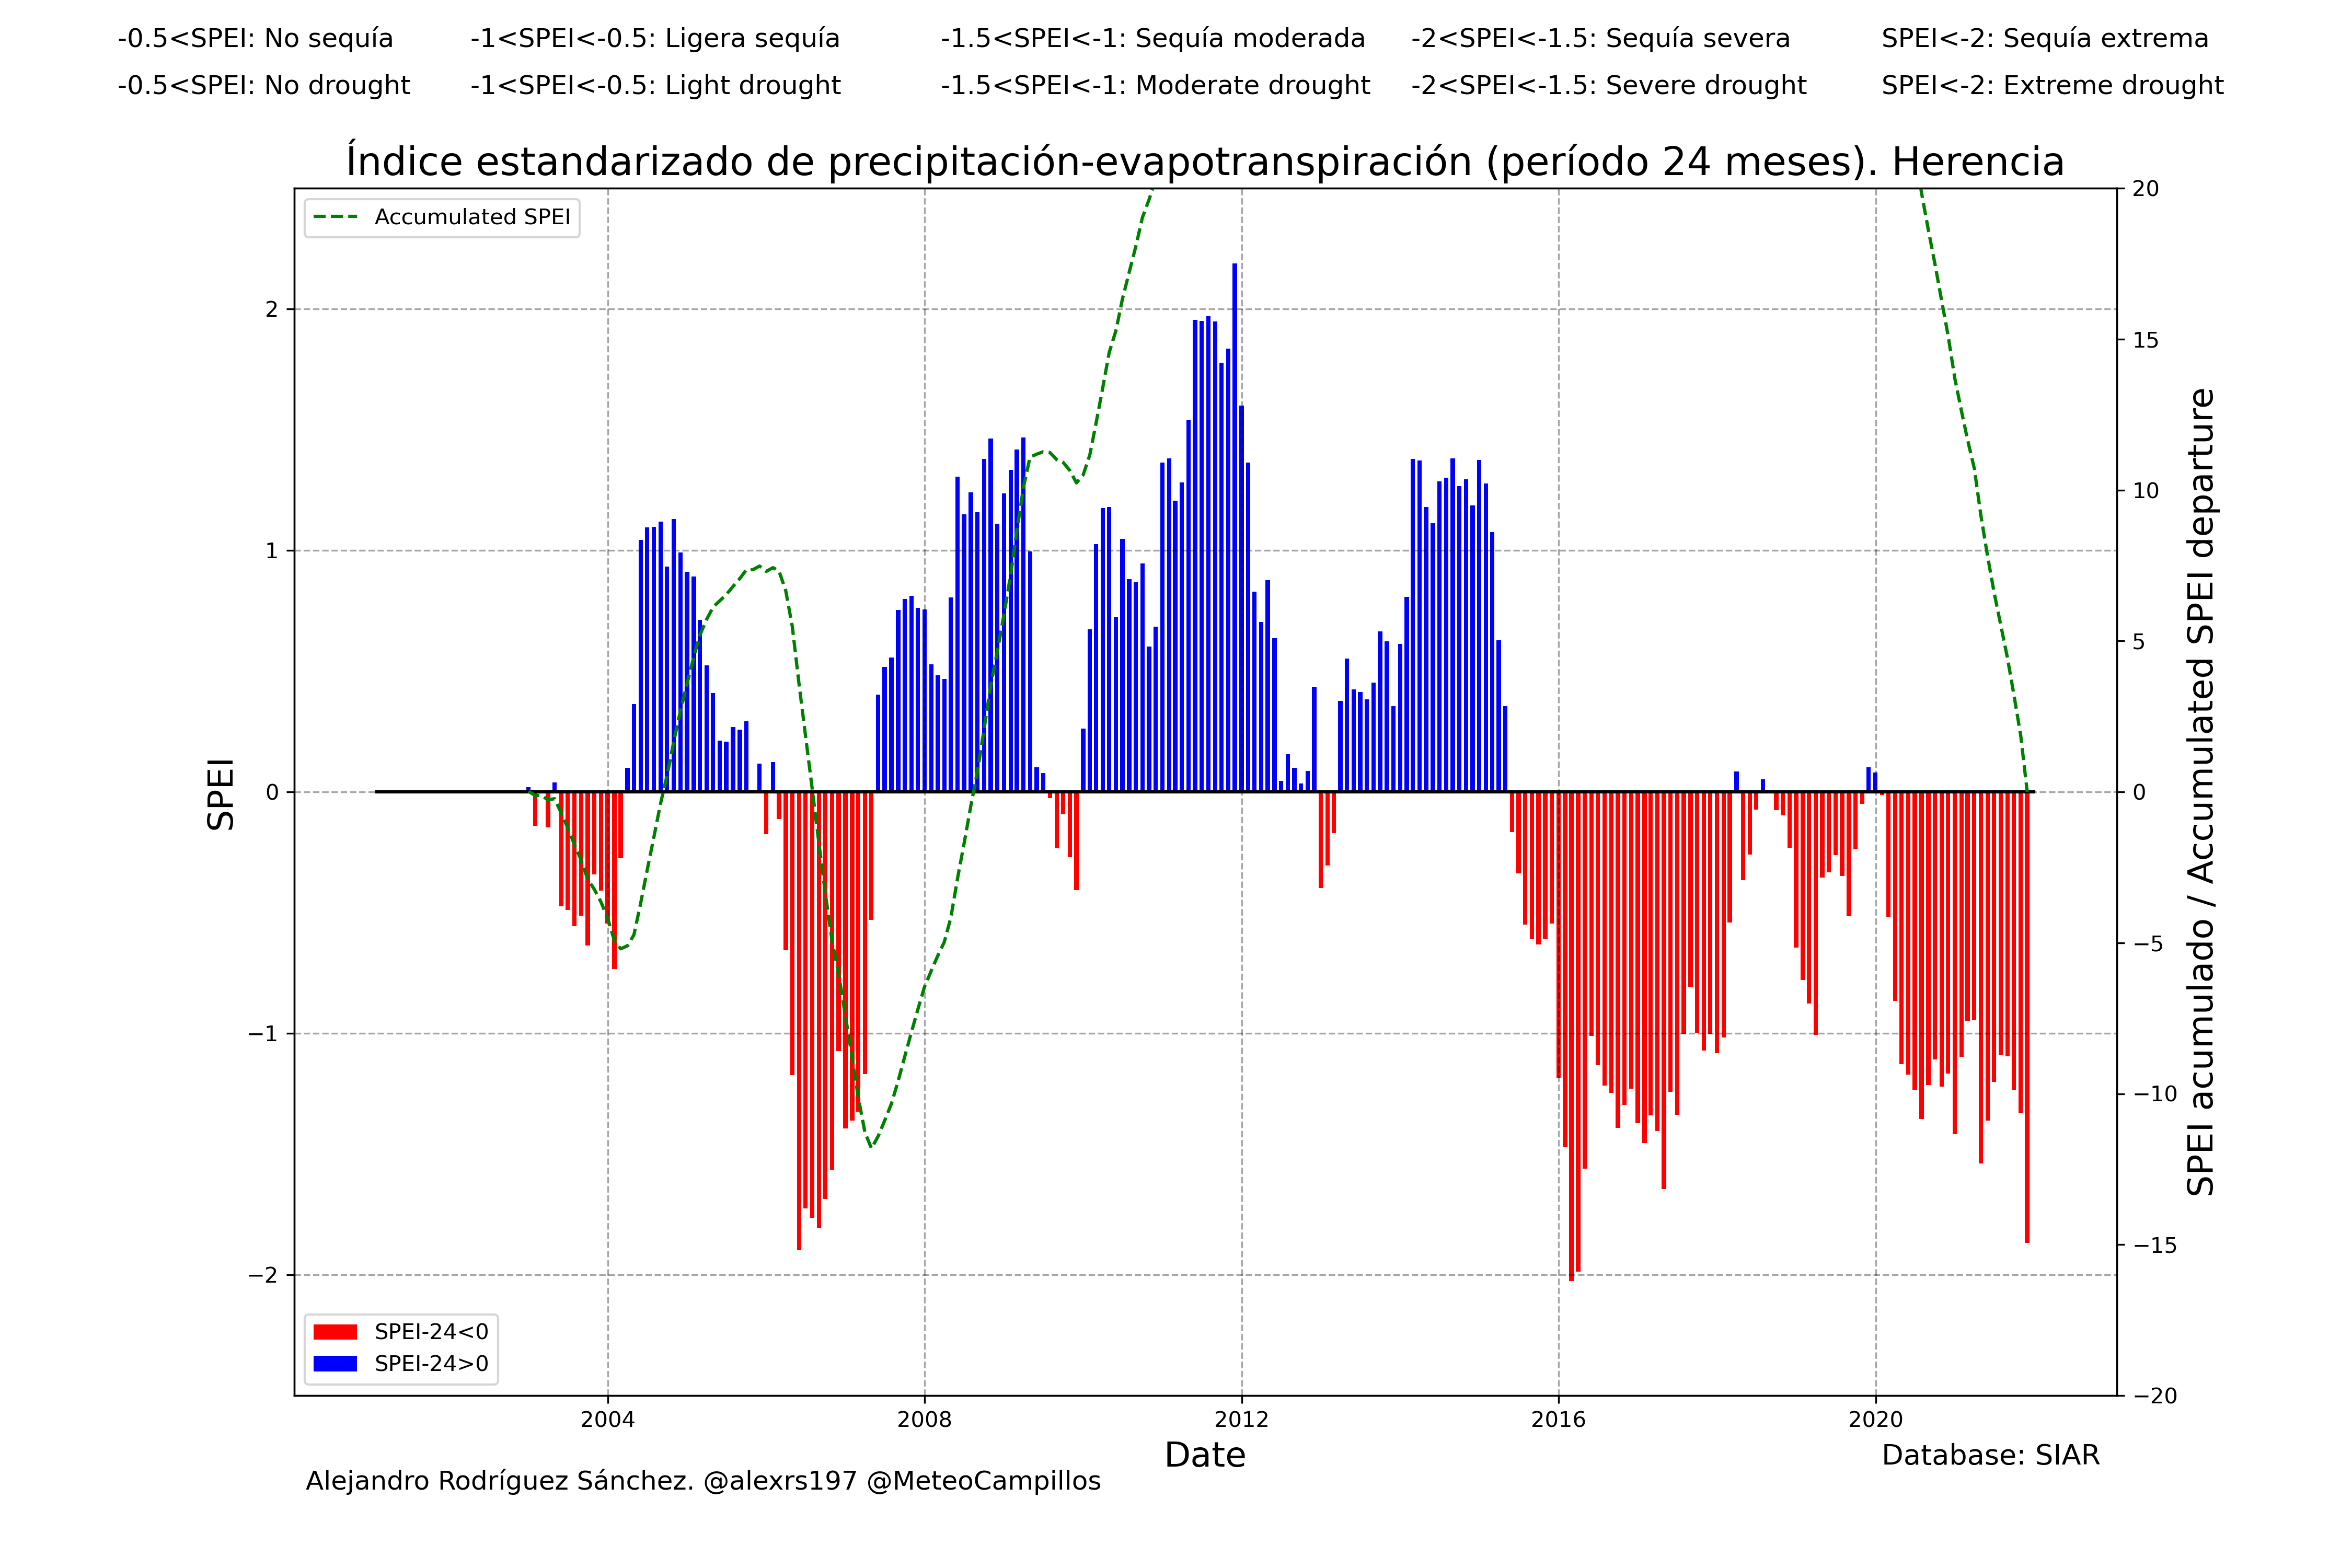 -0.5<SPEI: No sequía -1<SPEI<-0.5: Ligera sequía -1.5<SPEI<-1: Sequía moderada -2<SPEI<-1.5: Sequía severa SPEI<-2: Sequía extrema
-0.5<SPEI: No drought -1<SPEI<-0.5: Light drought -1.5<SPEI<-1: Moderate drought -2<SPEI<-1.5: Severe drought SPEI<-2: Extreme drought
Índice estandarizado de precipitación-evapotranspiración (período 24 meses). Herencia
Accumulated SPEI
SPEI
2
1
0
−1
−2
20
15
10
5
0
−5
−10
−15
−20
SPEI acumulado / Accumulated SPEI departure
SPEI-24<0
SPEI-24>0
2004 2008 2012 2016 2020
Date
Database: SIAR
Alejandro Rodríguez Sánchez. @alexrs197 @MeteoCampillos